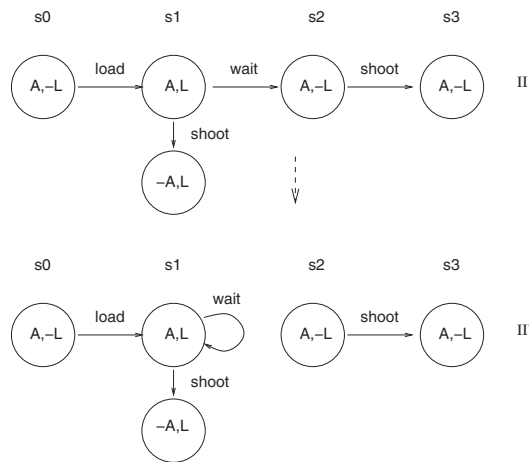 s0 s1 s2 s3
load wait shoot
A,−L A,L A,−L A,−L II
shoot
−A,L
s0 s1 s2 s3
wait
load shoot
A,−L A,L A,−L A,−L II'
shoot
−A,L